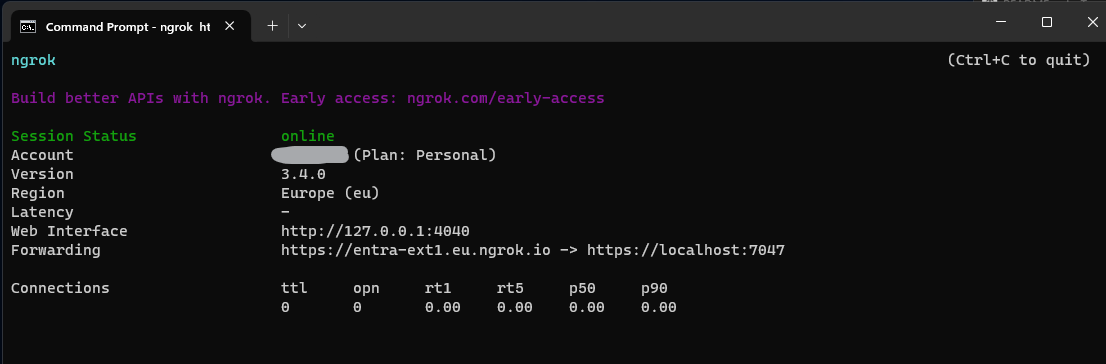 Command Prompt - ngrok ht
ngrok (Ctrl+C to quit)
Build better APIs with ngrok. Early access: ngrok.com/early-access
Session Status online
Account (Plan: Personal)
Version 3.4.0
Region Europe (eu)
Latency -
Web Interface http://127.0.0.1:4040
Forwarding https://entra-ext1.eu.ngrok.io -> https://localhost:7047
Connections ttl opn rt1 rt5 p50 p90
0 0 0.00 0.00 0.00 0.00